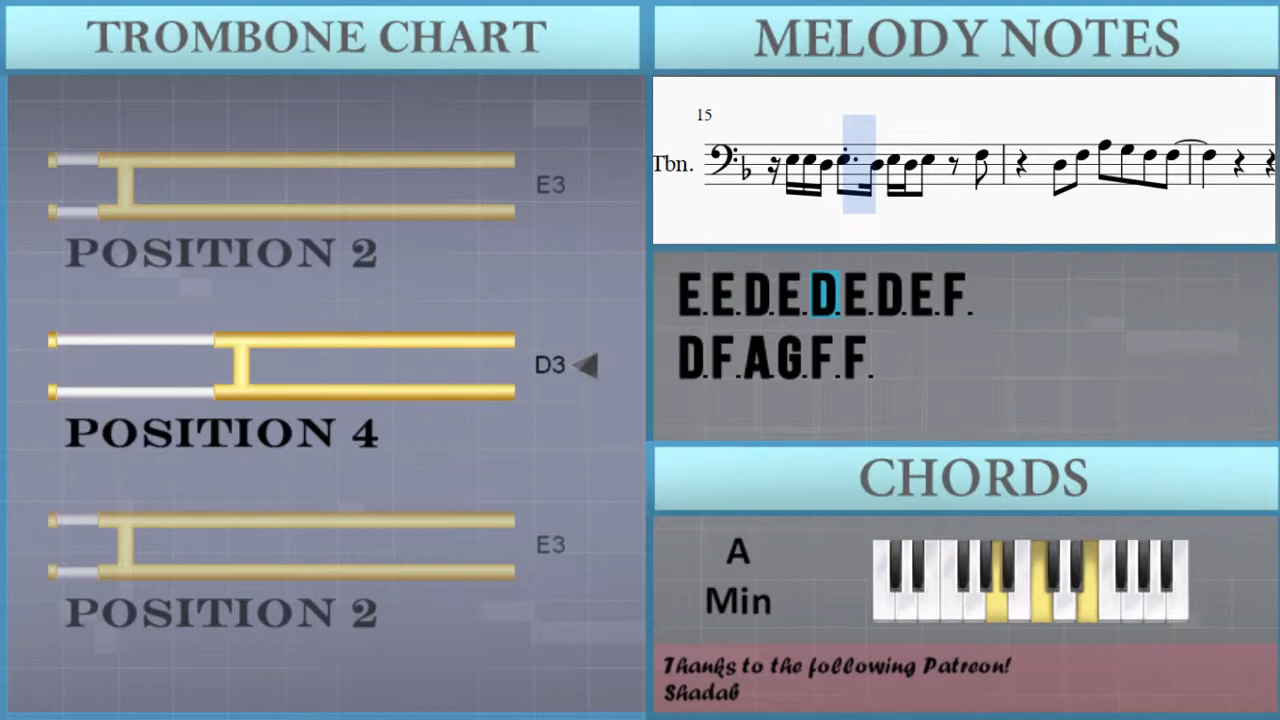 TROMBONE CHART
E3
POSITION 2
D3
POSITION 4
E3
POSITION 2
MELODY NOTES
15
Tbn.
E.E.D.E.D.E.D.E.F.
D.F.A.G.F.F.
CHORDS
A
Min
Thanks to the following Patreon!
Shadab